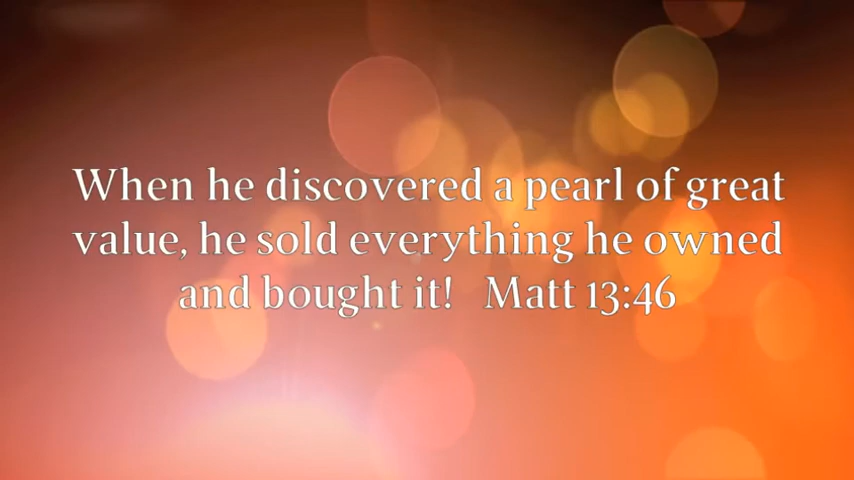 When he discovered a pearl of great
value, he sold everything he owned
and bought it!   Matt 13:46